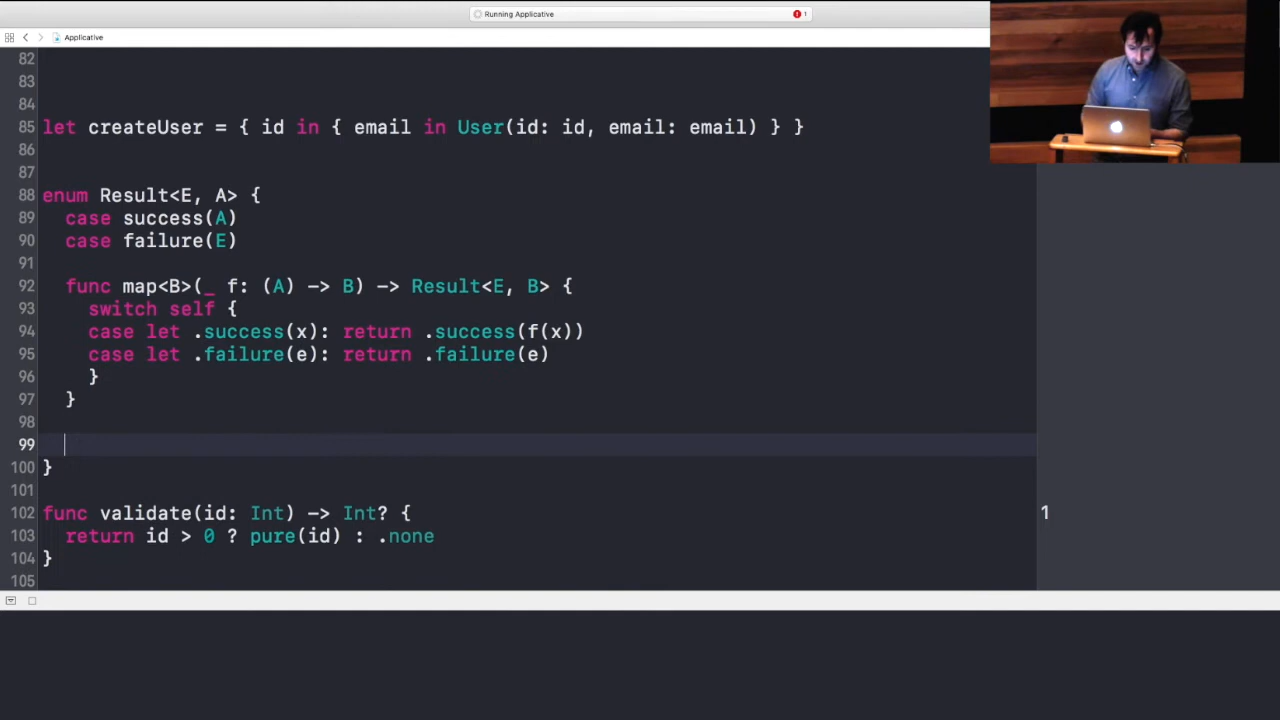 Running Applicative
1
Applicative
82
83
84
85 let createUser = { id in { email in User(id: id, email: email) } }
86
87
88 enum Result<E, A> {
89 case success(A)
90 case failure(E)
91
92 func map<B>(_ f: (A) -> B) -> Result<E, B> {
93 switch self {
94 case let .success(x): return .success(f(x))
95 case let .failure(e): return .failure(e)
96 }
97 }
98
99
100 }
101
102 func validate(id: Int) -> Int? {
1
103 return id > 0 ? pure(id) : .none
104 }
105